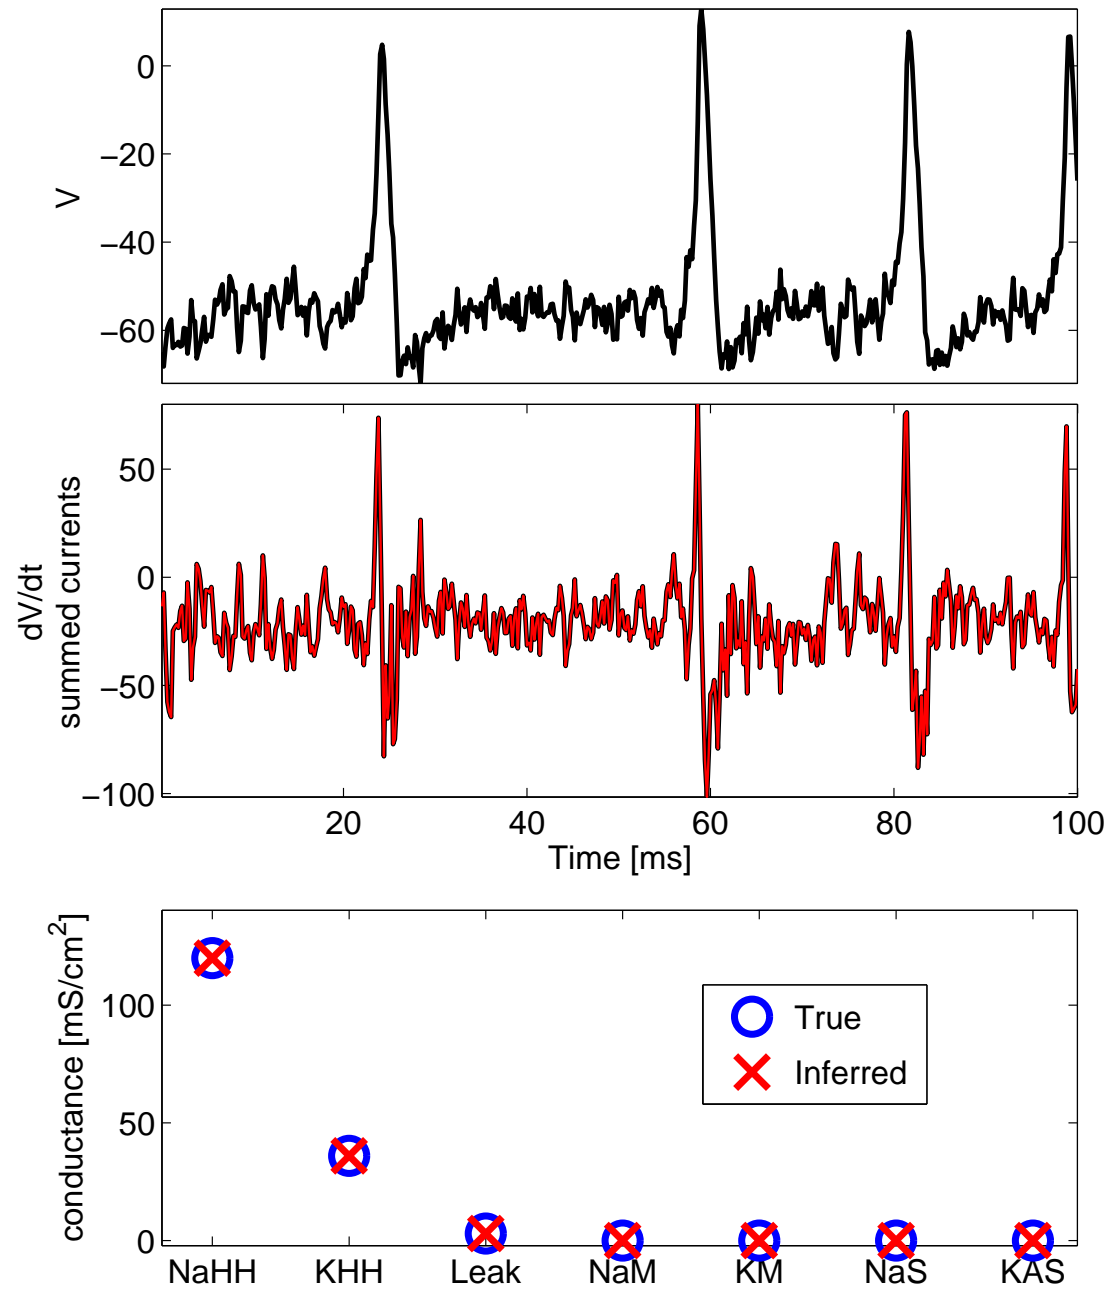 0
−20
−40
−60
V
50
0
−50
−100
dV/dt
summed currents
20
40
60
80
100
Time [ms]
100
50
0
conductance [mS/cm²]
True
Inferred
NaHH
KHH
Leak
NaM
KM
NaS
KAS